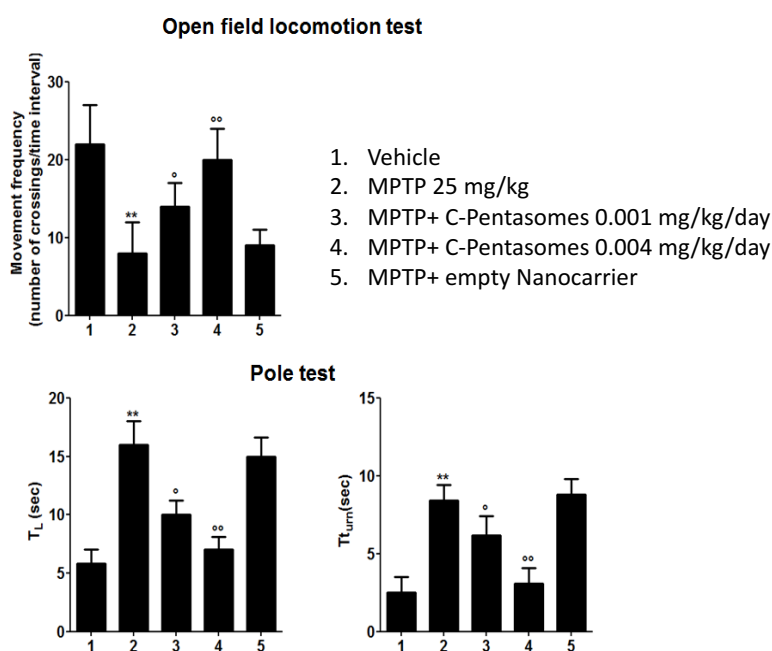 Open field locomotion test
Movement frequency
(number of crossings/time interval)
30
20
10
0
**
°
°°
1 2 3 4 5
1. Vehicle
2. MPTP 25 mg/kg
3. MPTP+ C-Pentasomes 0.001 mg/kg/day
4. MPTP+ C-Pentasomes 0.004 mg/kg/day
5. MPTP+ empty Nanocarrier
Pole test
TL (sec)
20
15
10
5
0
**
°
°°
1 2 3 4 5
Tturn(sec)
15
10
5
0
**
°
°°
1 2 3 4 5